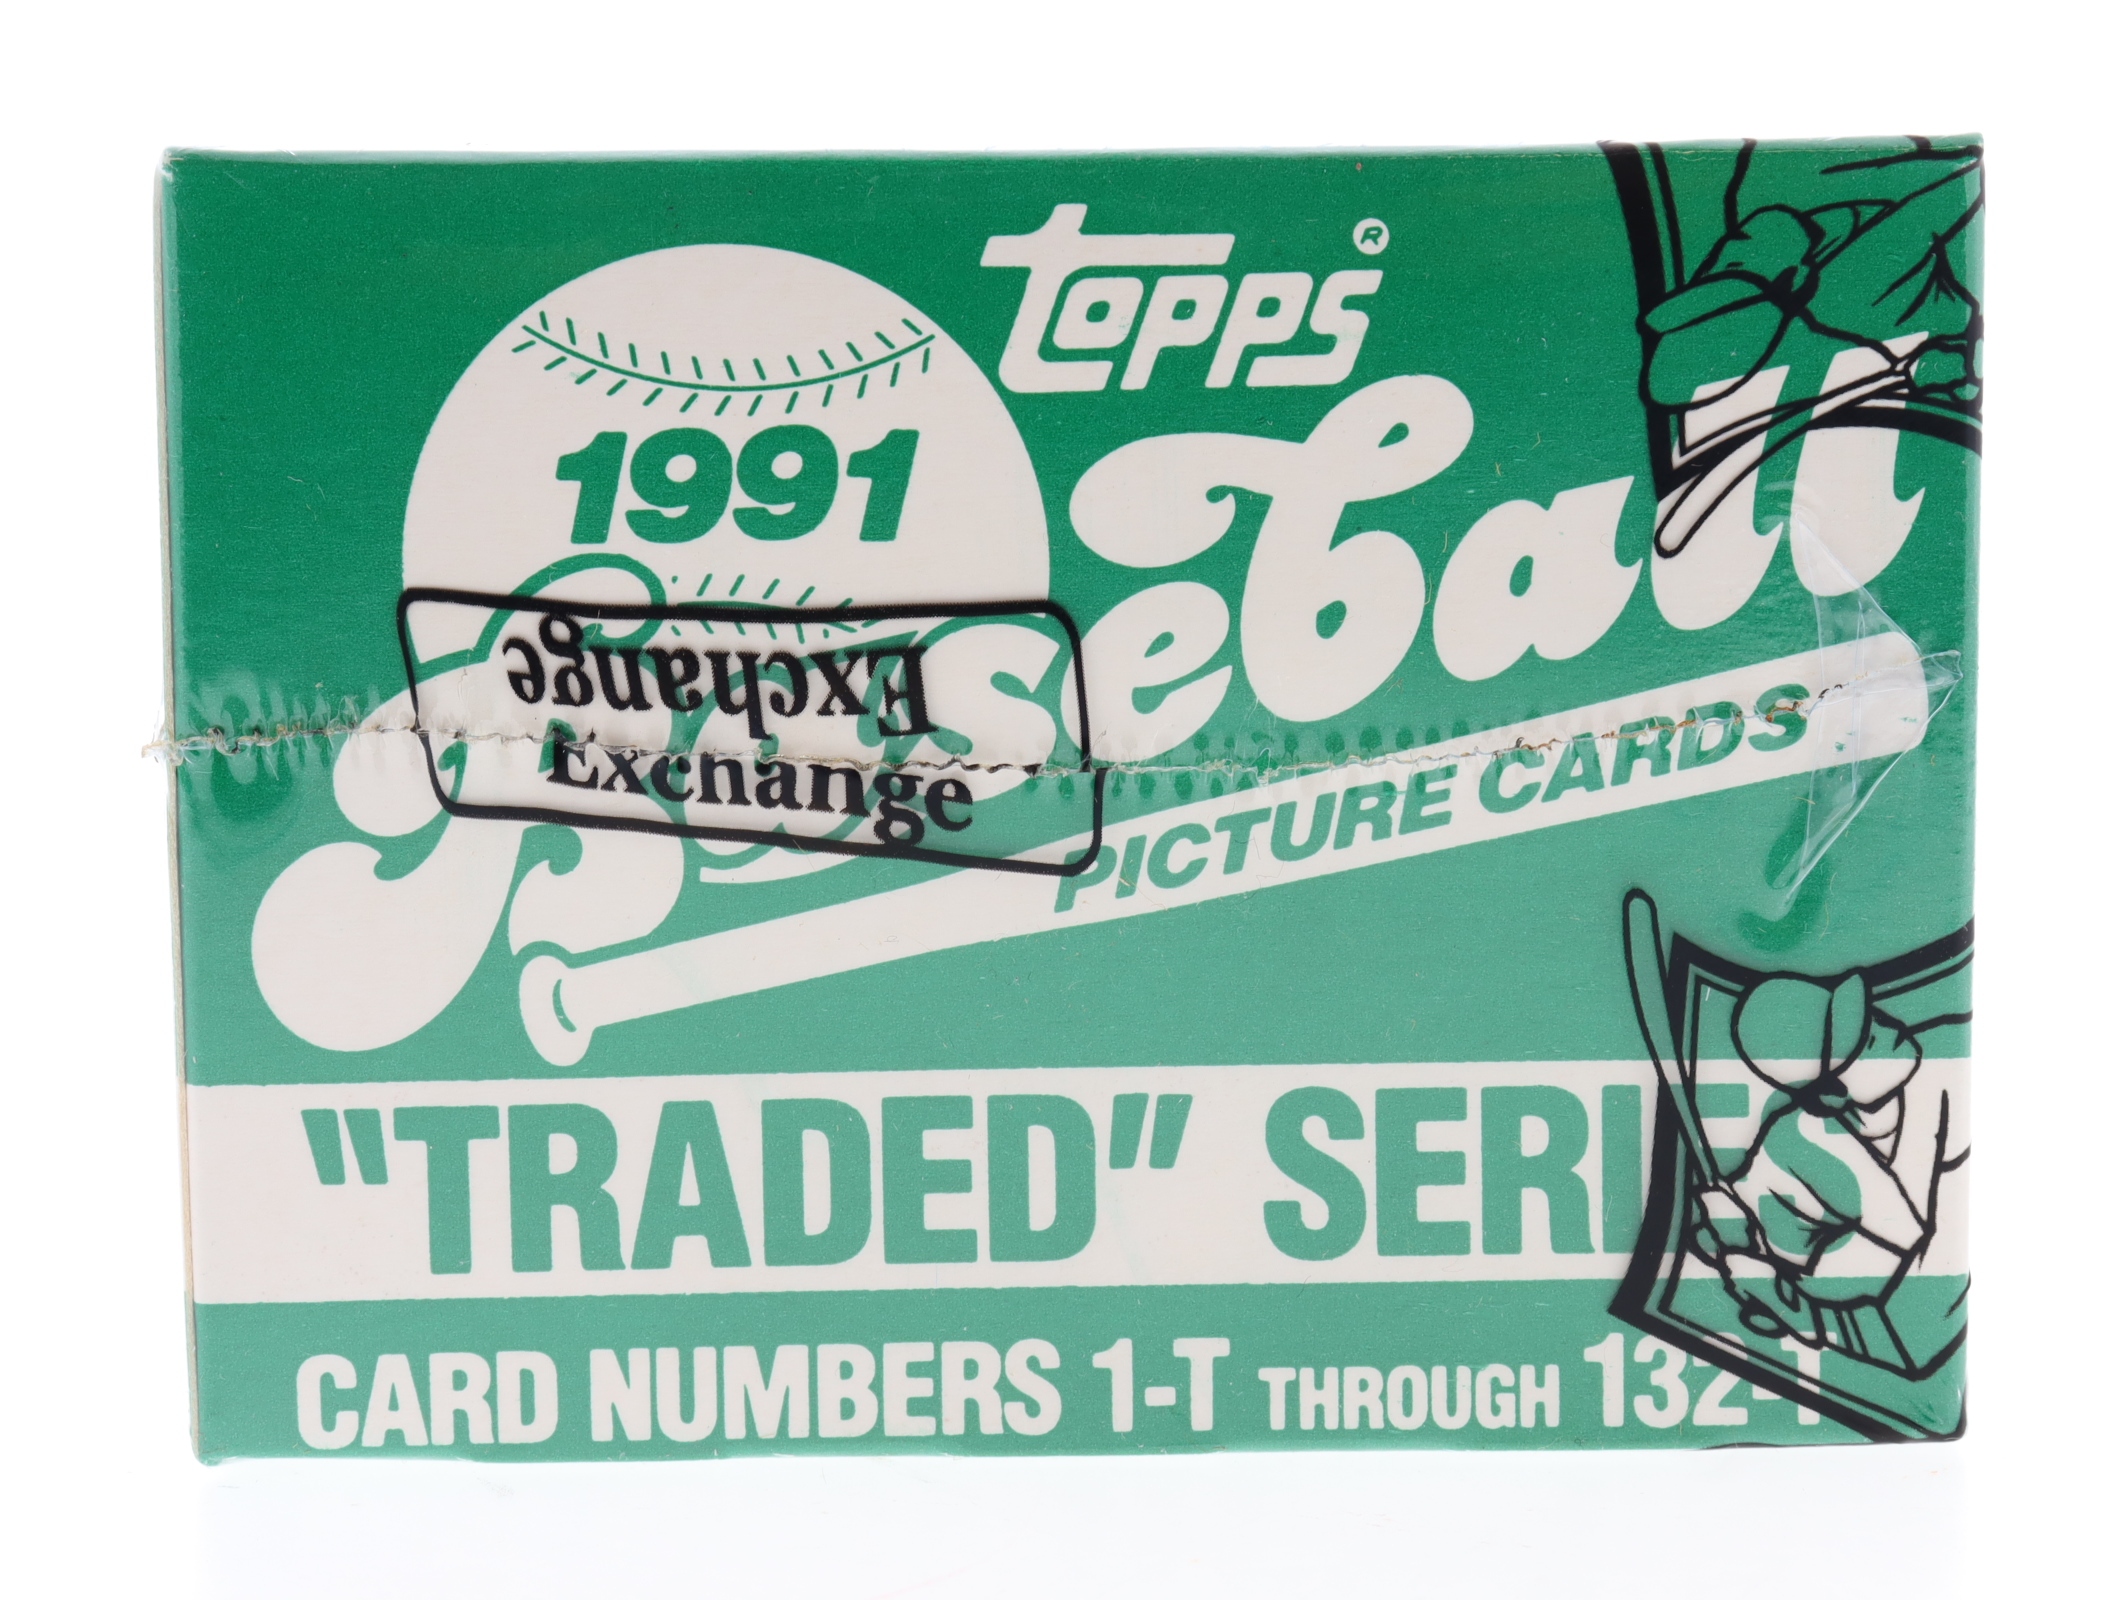 topps®
1991
Baseball
Exchange
Exchange
PICTURE CARDS
"TRADED" SERIES
CARD NUMBERS 1-T THROUGH 132-T